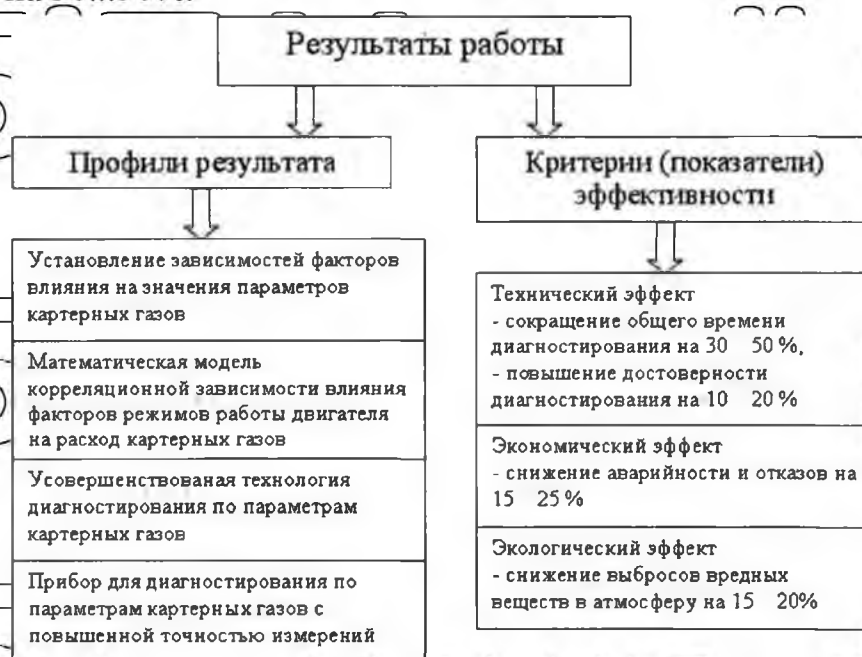 Результаты работы
Профили результата
Установление зависимостей факторов
влияния на значения параметров
картерных газов
Математическая модель
корреляционной зависимости влияния
факторов режимов работы двигателя
на расход картерных газов
Усовершенствованая технология
диагностирования по параметрам
картерных газов
Прибор для диагностирования по
параметрам картерных газов с
повышенной точностью измерений
Критерии (показатели)
эффективности
Технический эффект
- сокращение общего времени
диагностирования на 30 50 %,
- повышение достоверности
диагностирования на 10 20 %
Экономический эффект
- снижение аварийности и отказов на
15 25 %
Экологический эффект
- снижение выбросов вредных
веществ в атмосферу на 15 20%